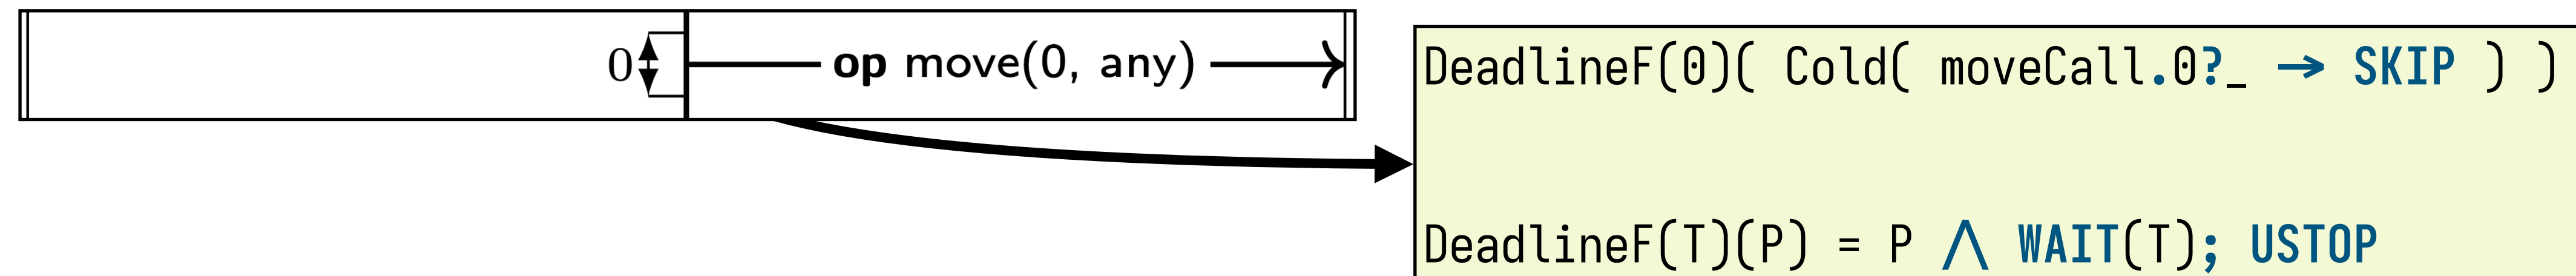 0 op move(0, any)
DeadlineF(0)( Cold( moveCall.0?_ → SKIP ) )
DeadlineF(T)(P) = P /\ WAIT(T); USTOP